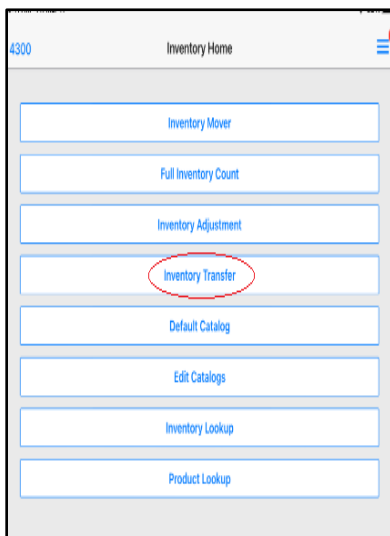 4300 Inventory Home
Inventory Mover
Full Inventory Count
Inventory Adjustment
Inventory Transfer
Default Catalog
Edit Catalogs
Inventory Lookup
Product Lookup